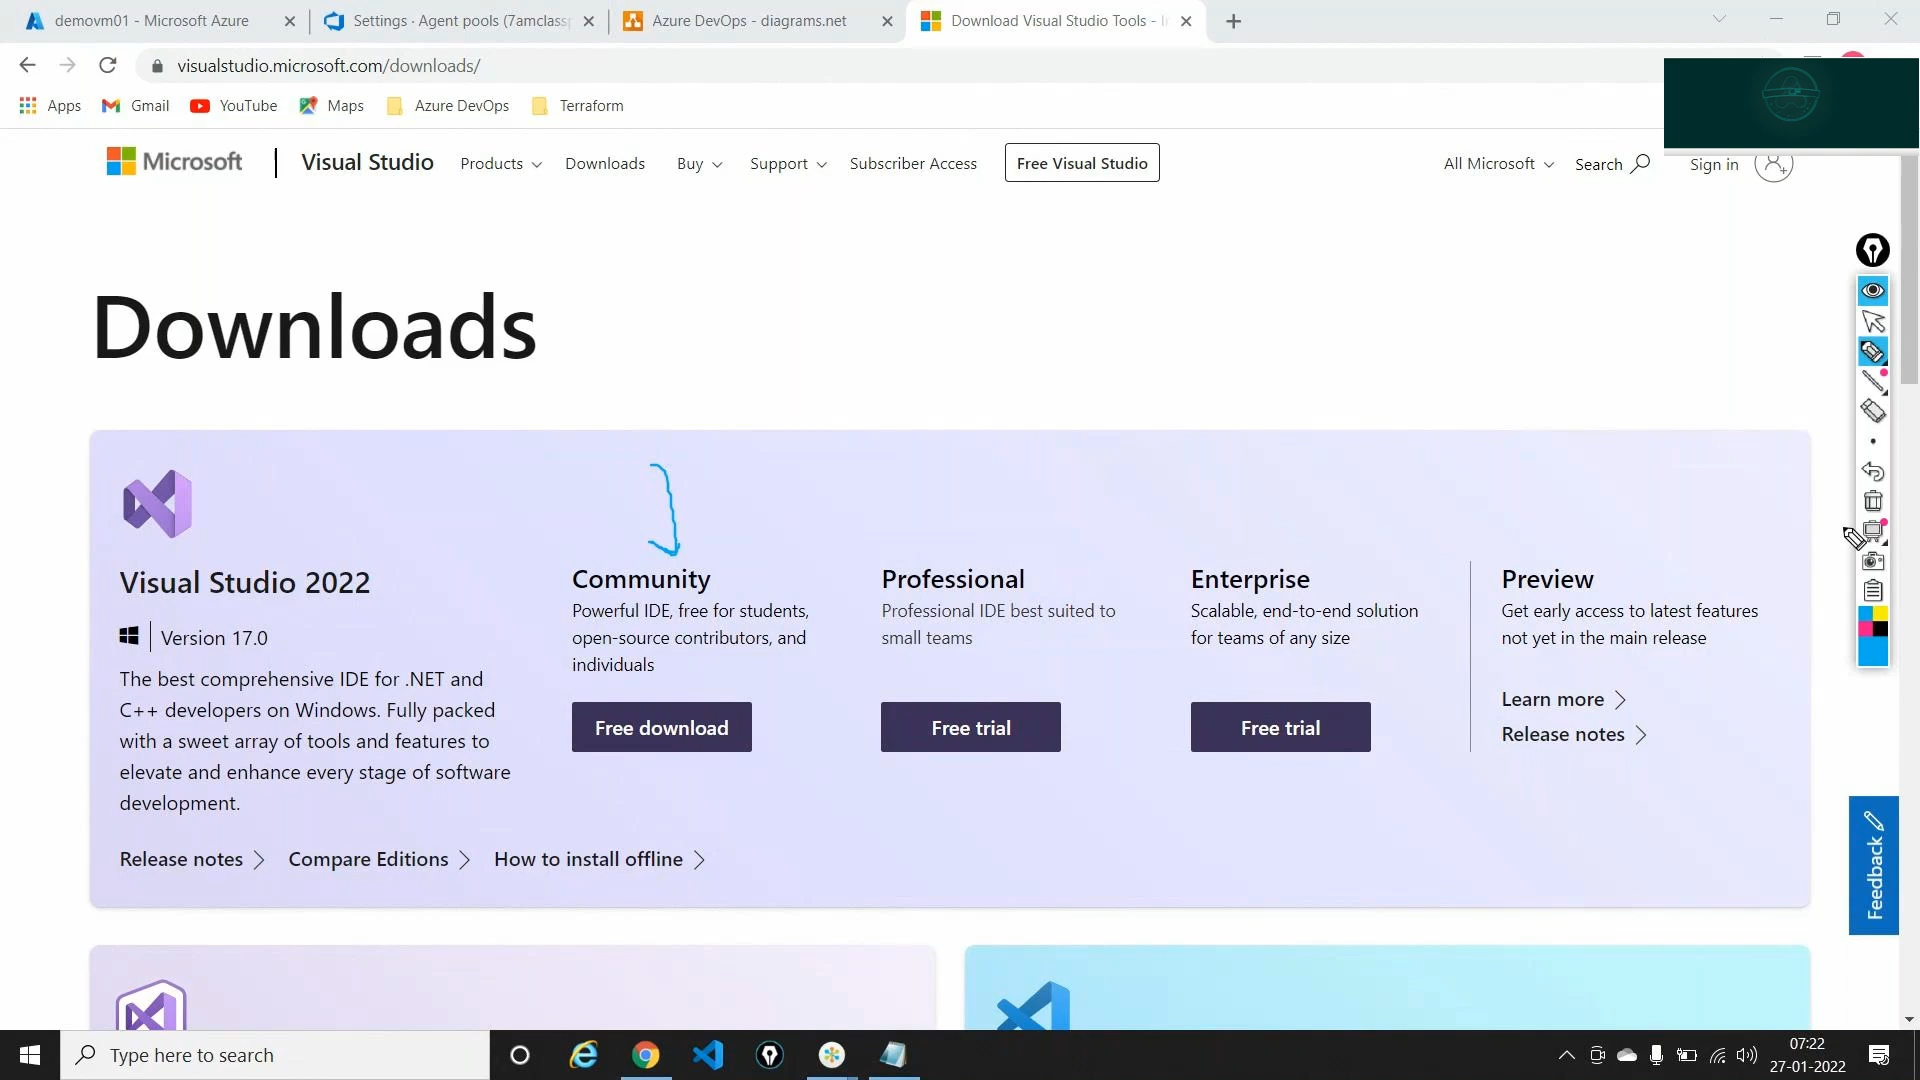 demovm01 - Microsoft Azure
Settings · Agent pools (7amclassp
Azure DevOps - diagrams.net
Download Visual Studio Tools - I
visualstudio.microsoft.com/downloads/
Apps
Gmail
YouTube
Maps
Azure DevOps
Terraform
Microsoft
Visual Studio
Products
Downloads
Buy
Support
Subscriber Access
Free Visual Studio
All Microsoft
Search
Sign in
Downloads
Visual Studio 2022
Version 17.0
The best comprehensive IDE for .NET and
C++ developers on Windows. Fully packed
with a sweet array of tools and features to
elevate and enhance every stage of software
development.
Community
Powerful IDE, free for students,
open-source contributors, and
individuals
Free download
Professional
Professional IDE best suited to
small teams
Free trial
Enterprise
Scalable, end-to-end solution
for teams of any size
Free trial
Preview
Get early access to latest features
not yet in the main release
Learn more
Release notes
Release notes
Compare Editions
How to install offline
Feedback
Type here to search
07:22
27-01-2022